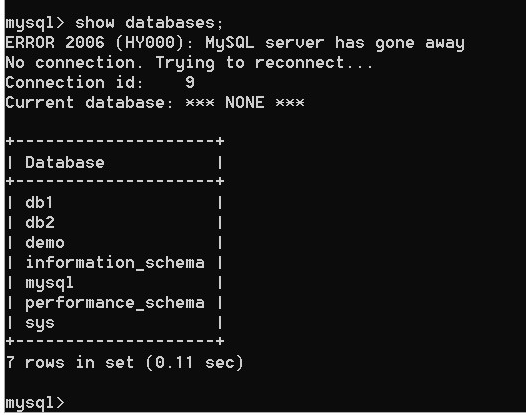 mysql> show databases;
ERROR 2006 (HY000): MySQL server has gone away
No connection. Trying to reconnect...
Connection id:    9
Current database: *** NONE ***

+--------------------+
| Database           |
+--------------------+
| db1                |
| db2                |
| demo               |
| information_schema |
| mysql              |
| performance_schema |
| sys                |
+--------------------+
7 rows in set (0.11 sec)

mysql>